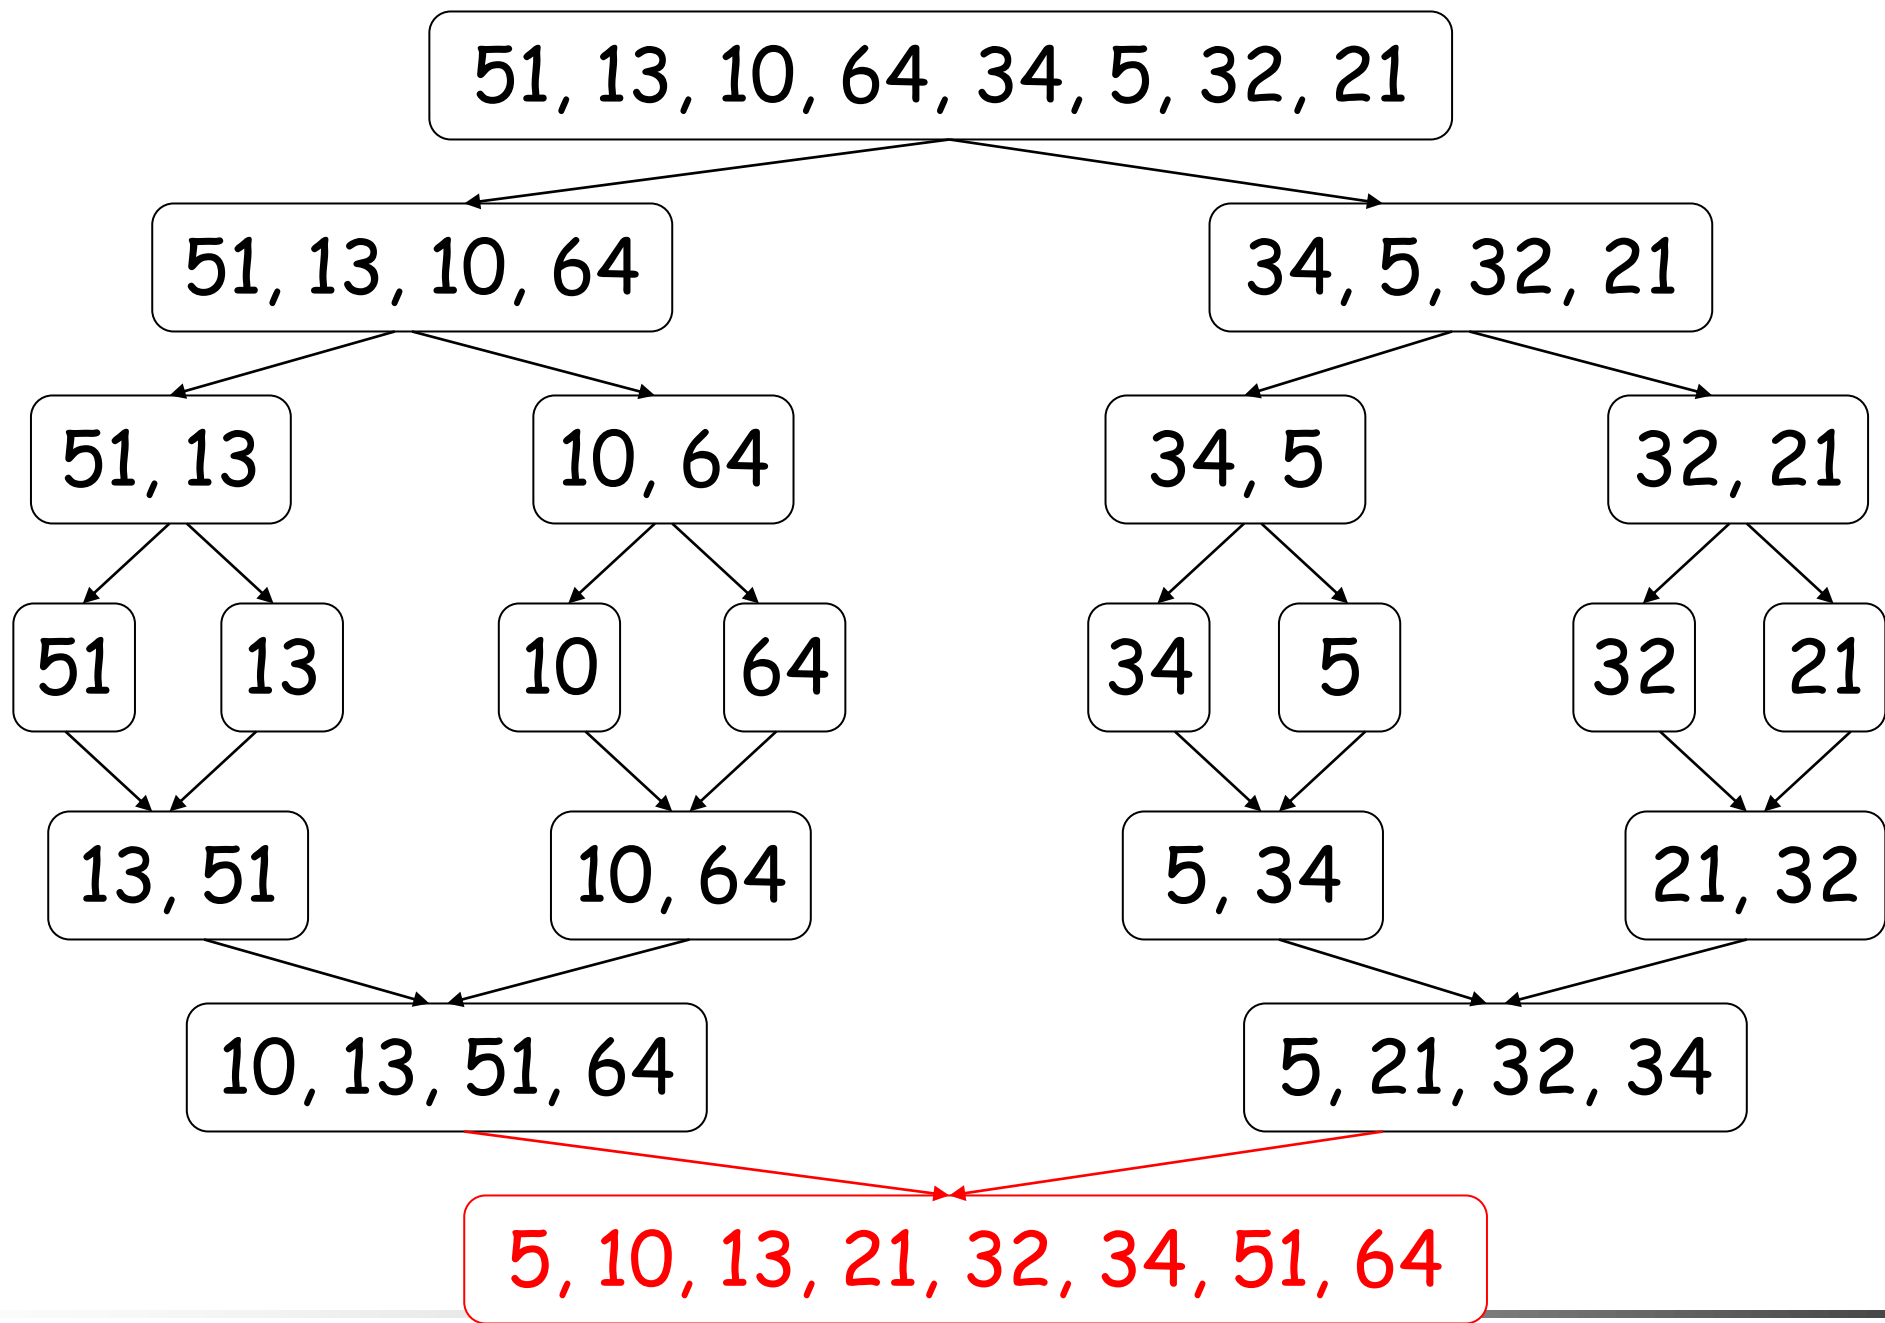 51, 13, 10, 64, 34, 5, 32, 21
51, 13, 10, 64
34, 5, 32, 21
51, 13
10, 64
34, 5
32, 21
51
13
10
64
34
5
32
21
13, 51
10, 64
5, 34
21, 32
10, 13, 51, 64
5, 21, 32, 34
5, 10, 13, 21, 32, 34, 51, 64